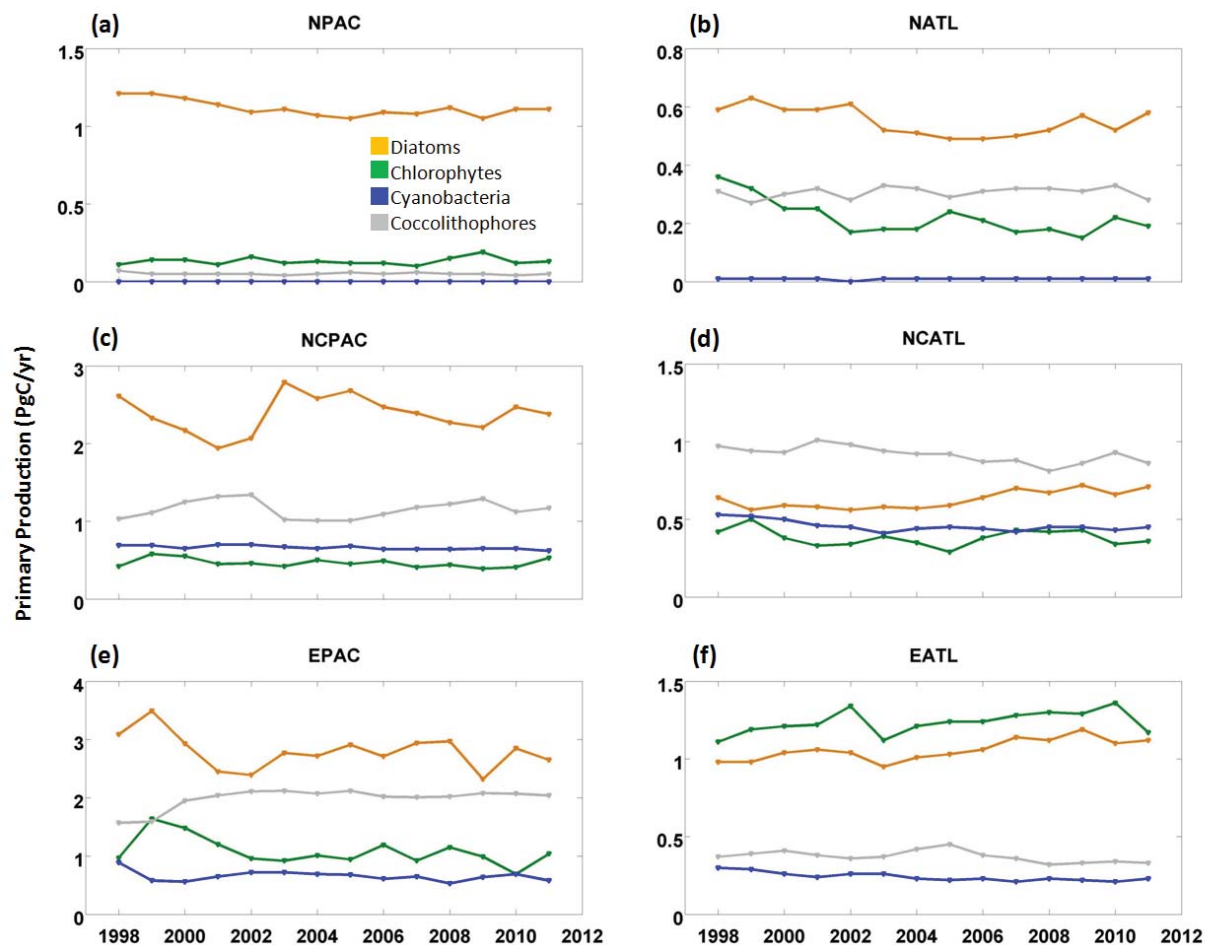 (a) NPAC
1.5
1
0.5
0
Diatoms
Chlorophytes
Cyanobacteria
Coccolithophores
(b) NATL
0.8
0.6
0.4
0.2
0
Primary Production (PgC/yr)
(c) NCPAC
3
2
1
0
(d) NCATL
1.5
1
0.5
0
(e) EPAC
4
3
2
1
0
1998 2000 2002 2004 2006 2008 2010 2012
(f) EATL
1.5
1
0.5
0
1998 2000 2002 2004 2006 2008 2010 2012